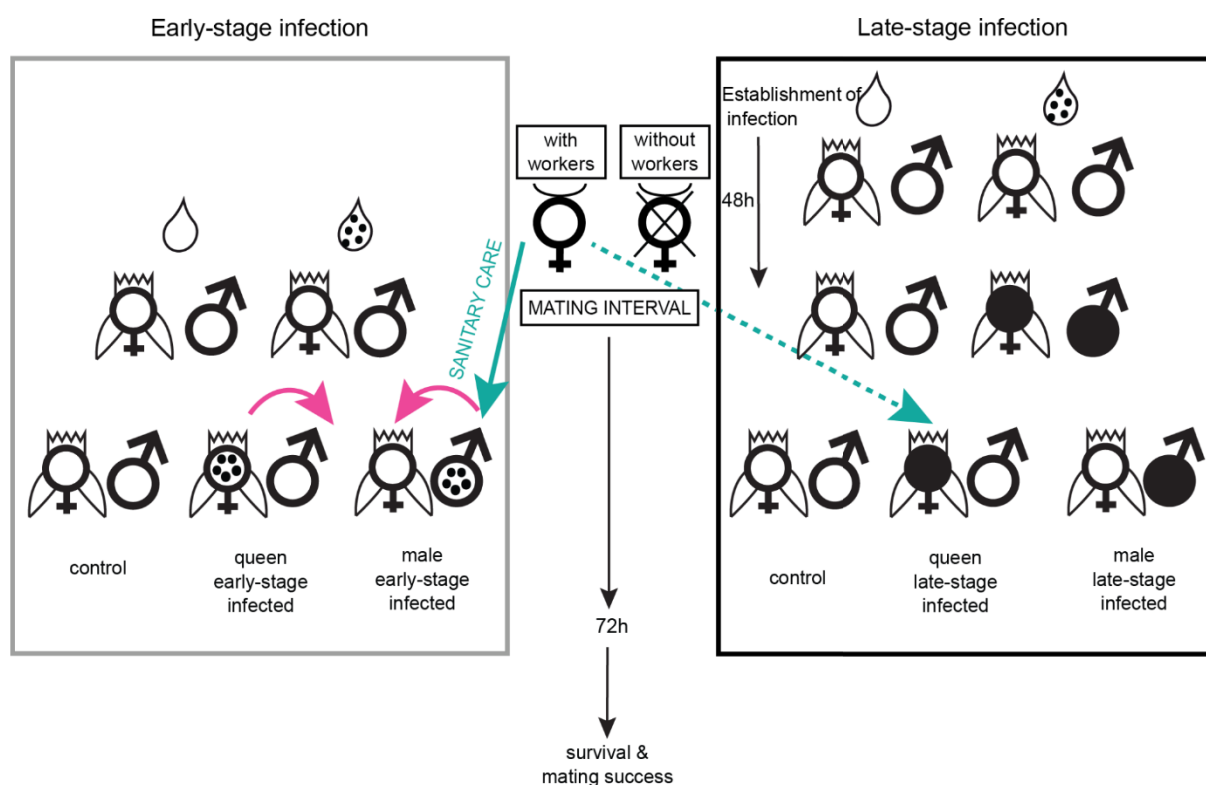 Early-stage infection
Late-stage infection
with
workers
without
workers
Establishment of
infection
48h
SANITARY CARE
MATING INTERVAL
control
queen
early-stage
infected
male
early-stage
infected
control
queen
late-stage
infected
male
late-stage
infected
72h
survival &
mating success